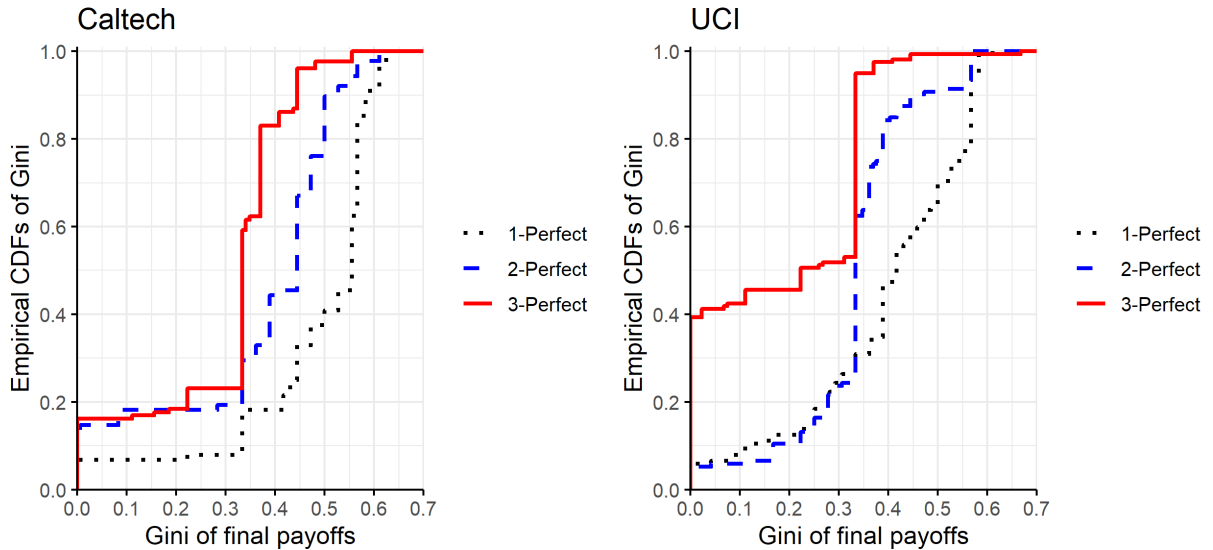 Caltech
Empirical CDFs of Gini
1.0
0.8
0.6
0.4
0.2
0.0
0.0 0.1 0.2 0.3 0.4 0.5 0.6 0.7
Gini of final payoffs
1-Perfect
2-Perfect
3-Perfect
UCI
Empirical CDFs of Gini
1.0
0.8
0.6
0.4
0.2
0.0
0.0 0.1 0.2 0.3 0.4 0.5 0.6 0.7
Gini of final payoffs
1-Perfect
2-Perfect
3-Perfect